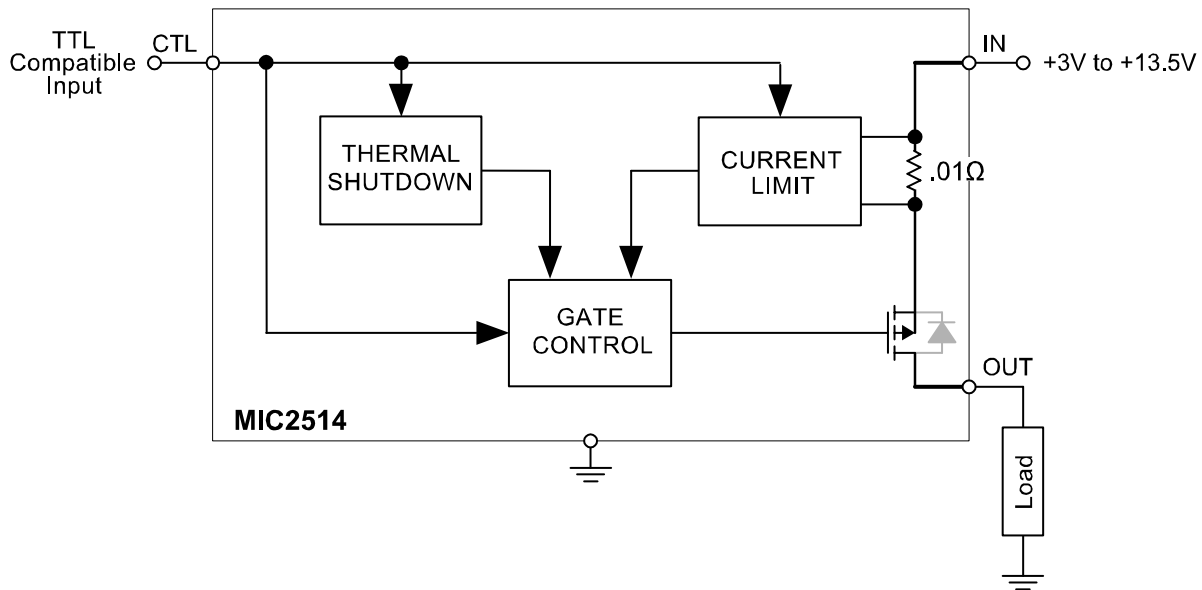 TTL
Compatible
Input
CTL
IN
+3V to +13.5V
THERMAL
SHUTDOWN
CURRENT
LIMIT
.01Ω
GATE
CONTROL
OUT
MIC2514
Load